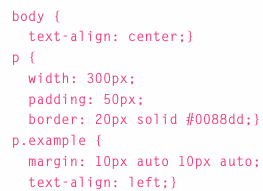 body {
  text-align: center;}
p {
  width: 300px;
  padding: 50px;
  border: 20px solid #0088dd;}
p.example {
  margin: 10px auto 10px auto;
  text-align: left;}